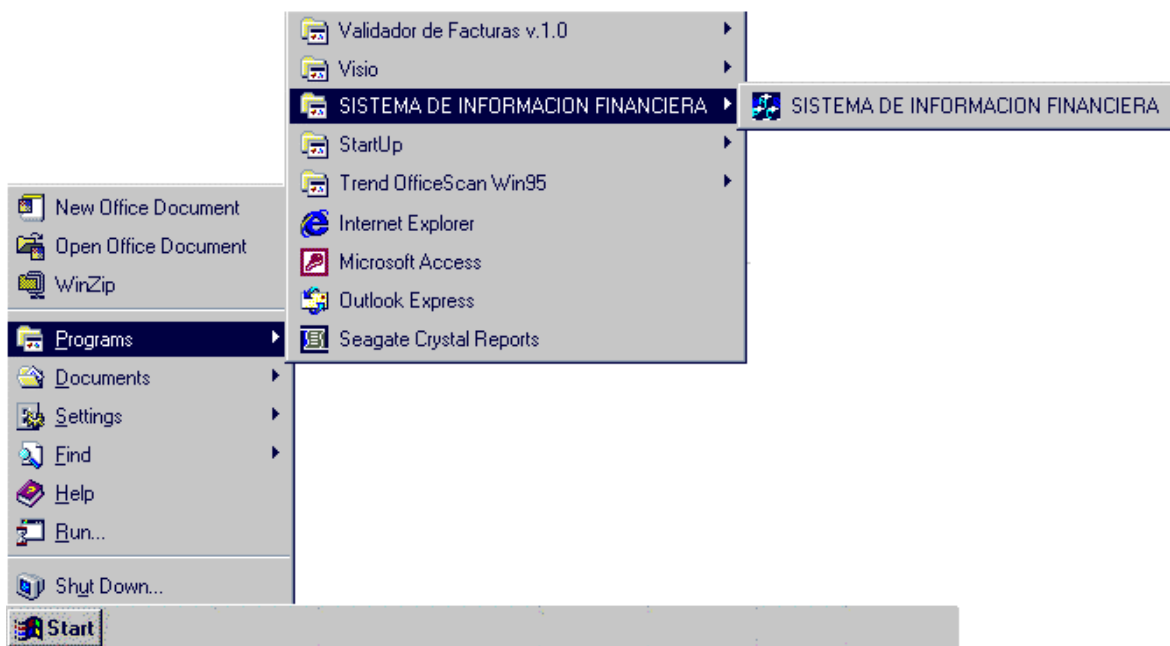 Validador de Facturas v.1.0
Visio
SISTEMA DE INFORMACION FINANCIERA
SISTEMA DE INFORMACION FINANCIERA
StartUp
Trend OfficeScan Win95
Internet Explorer
Microsoft Access
Outlook Express
Seagate Crystal Reports
New Office Document
Open Office Document
WinZip
Programs
Documents
Settings
Find
Help
Run...
Shut Down...
Start